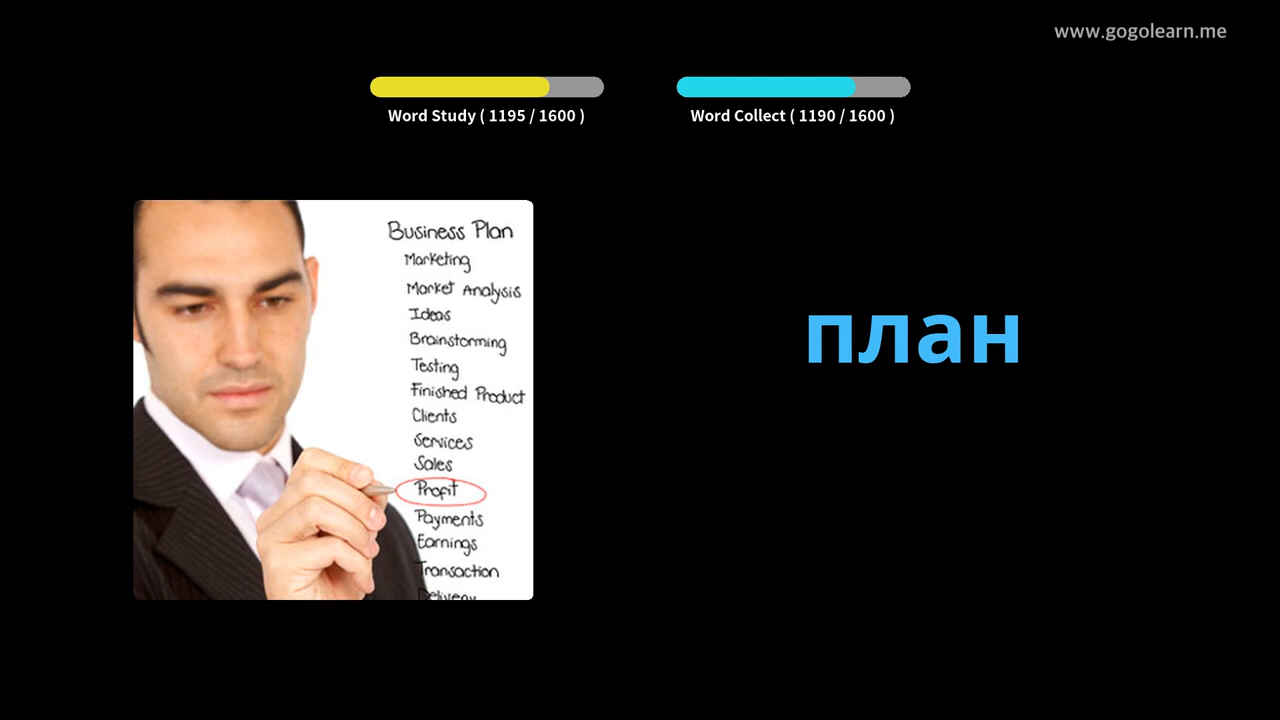 www.gogolearn.me
Word Study ( 1195 / 1600 )
Word Collect ( 1190 / 1600 )
Business Plan
Marketing
Market Analysis
Ideas
Brainstorming
Testing
Finished Product
Clients
Services
Sales
Profit
Payments
Earnings
Transaction
Delivery
план